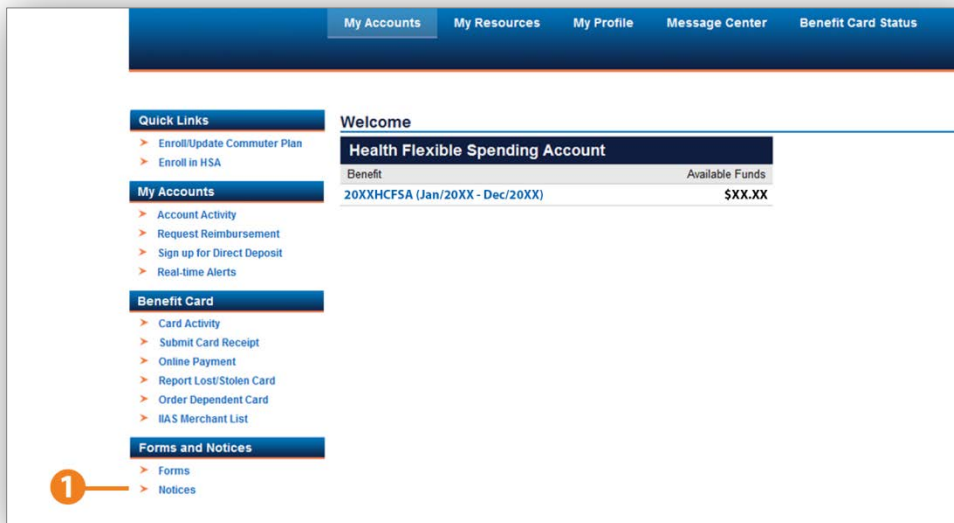 My Accounts My Resources My Profile Message Center Benefit Card Status
Quick Links
Enroll/Update Commuter Plan
Enroll in HSA
My Accounts
Account Activity
Request Reimbursement
Sign up for Direct Deposit
Real-time Alerts
Benefit Card
Card Activity
Submit Card Receipt
Online Payment
Report Lost/Stolen Card
Order Dependent Card
IIAS Merchant List
Forms and Notices
Forms
1 Notices
Welcome
Health Flexible Spending Account
Benefit Available Funds
20XXHCFSA (Jan/20XX - Dec/20XX) $XX.XX